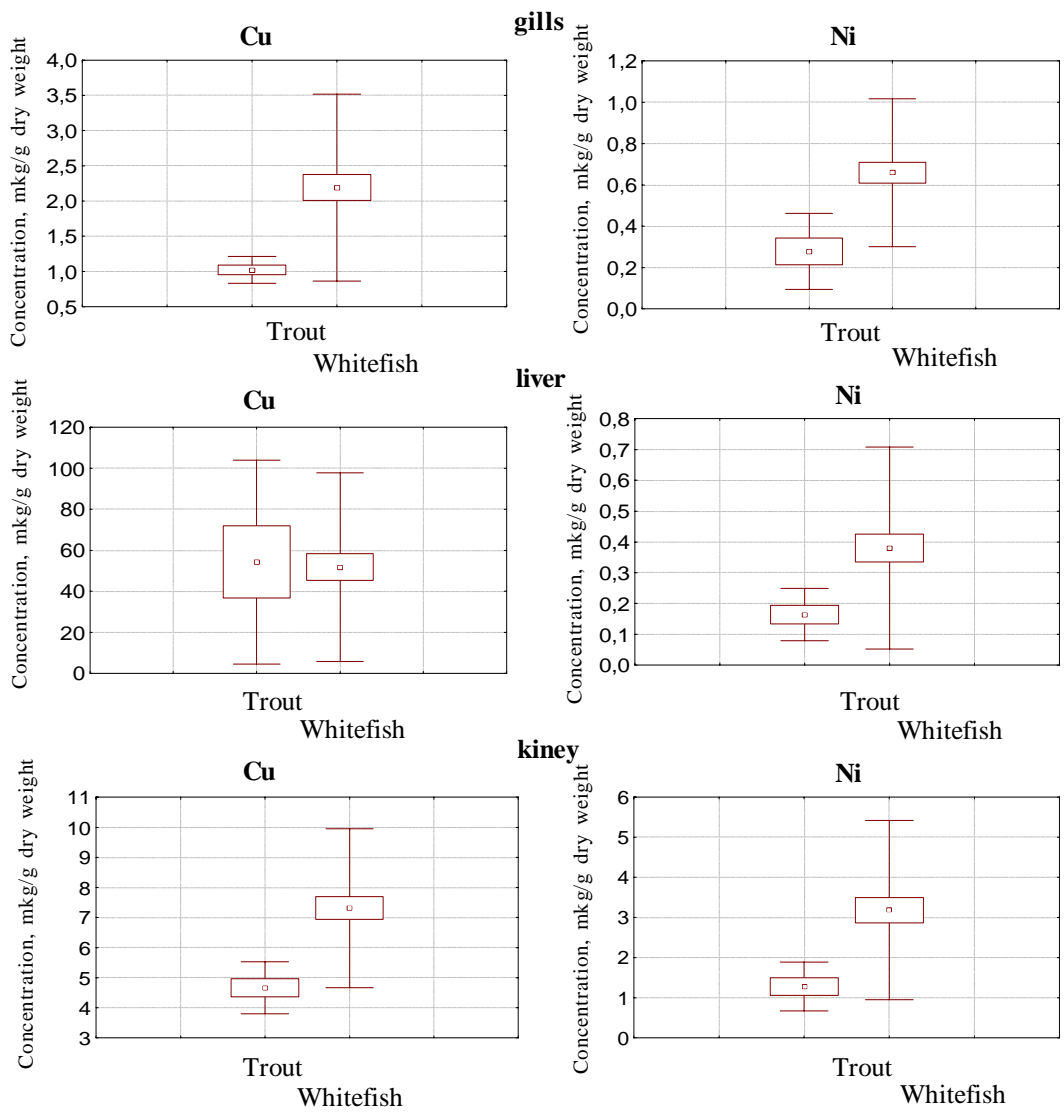 gills
Cu
Ni
Concentration, mkg/g dry weight
4,0
3,5
3,0
2,5
2,0
1,5
1,0
0,5
Trout
Whitefish
Concentration, mkg/g dry weight
1,2
1,0
0,8
0,6
0,4
0,2
0,0
Trout
Whitefish
liver
Cu
Ni
Concentration, mkg/g dry weight
120
100
80
60
40
20
0
Trout
Whitefish
Concentration, mkg/g dry weight
0,8
0,7
0,6
0,5
0,4
0,3
0,2
0,1
0,0
Trout
Whitefish
kiney
Cu
Ni
Concentration, mkg/g dry weight
11
10
9
8
7
6
5
4
3
Trout
Whitefish
Concentration, mkg/g dry weight
6
5
4
3
2
1
0
Trout
Whitefish